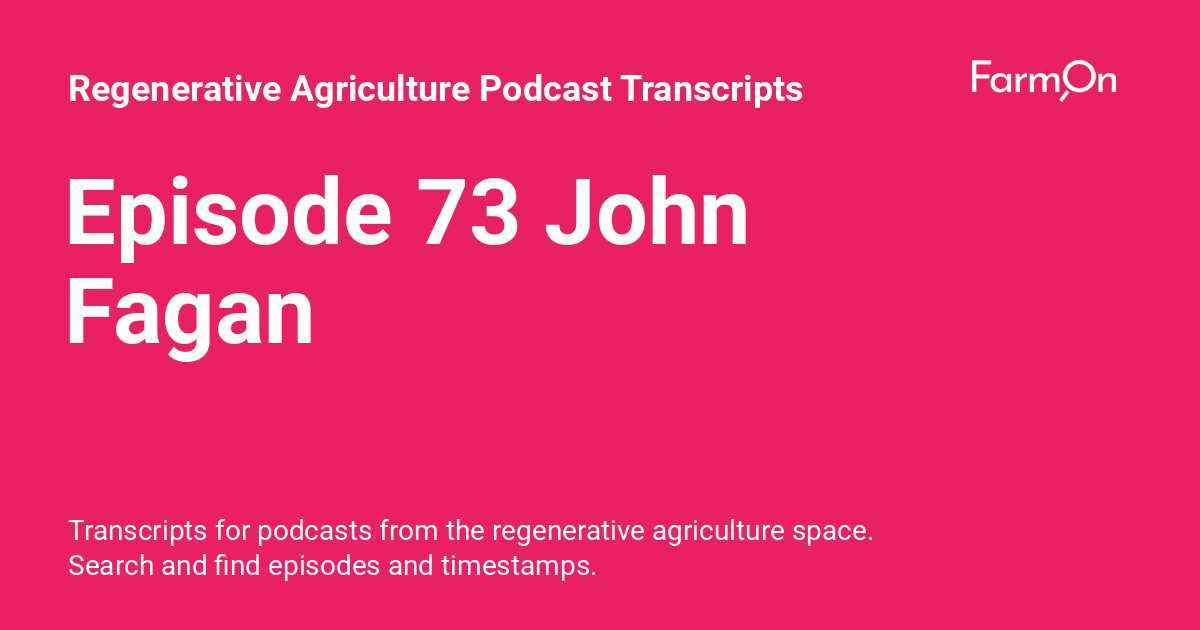 Regenerative Agriculture Podcast Transcripts
FarmOn
Episode 73 John
Fagan
Transcripts for podcasts from the regenerative agriculture space.
Search and find episodes and timestamps.